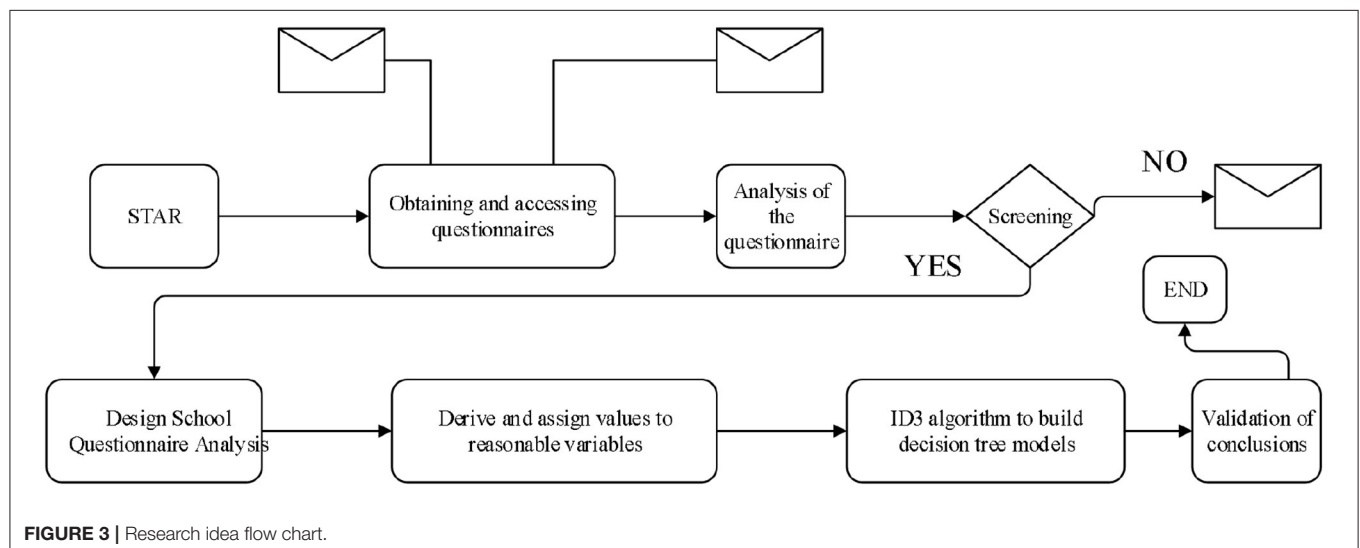 STAR
Obtaining and accessing
questionnaires
Analysis of
the
questionnaire
Screening
NO
YES
END
Design School
Questionnaire Analysis
Derive and assign values to
reasonable variables
ID3 algorithm to build
decision tree models
Validation of
conclusions
FIGURE 3 | Research idea flow chart.